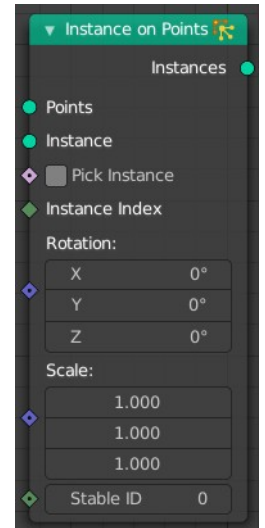 Instance on Points
Instances
Points
Instance
Pick Instance
Instance Index
Rotation:
X 0°
Y 0°
Z 0°
Scale:
1.000
1.000
1.000
Stable ID 0